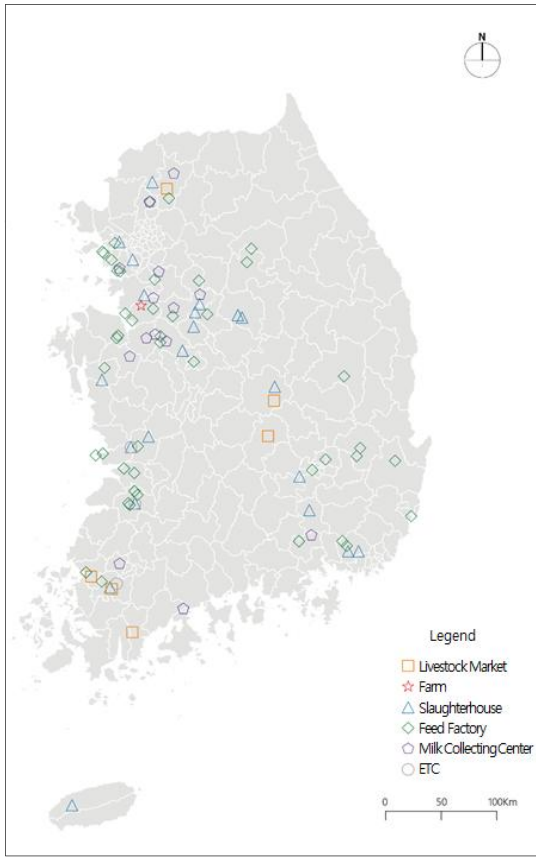 N
Legend
Livestock Market
Farm
Slaughterhouse
Feed Factory
Milk Collecting Center
ETC
0 50 100Km